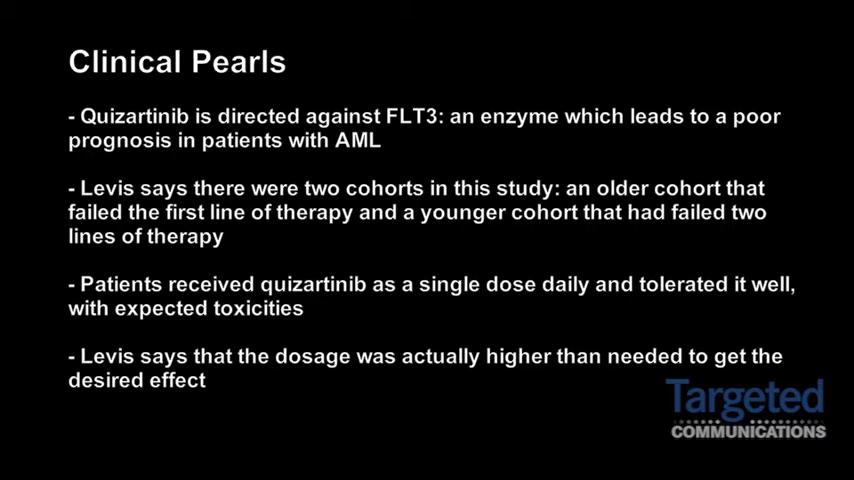 Clinical Pearls
- Quizartinib is directed against FLT3: an enzyme which leads to a poor
prognosis in patients with AML
- Levis says there were two cohorts in this study: an older cohort that
failed the first line of therapy and a younger cohort that had failed two
lines of therapy
- Patients received quizartinib as a single dose daily and tolerated it well,
with expected toxicities
- Levis says that the dosage was actually higher than needed to get the
desired effect
Targeted
COMMUNICATIONS